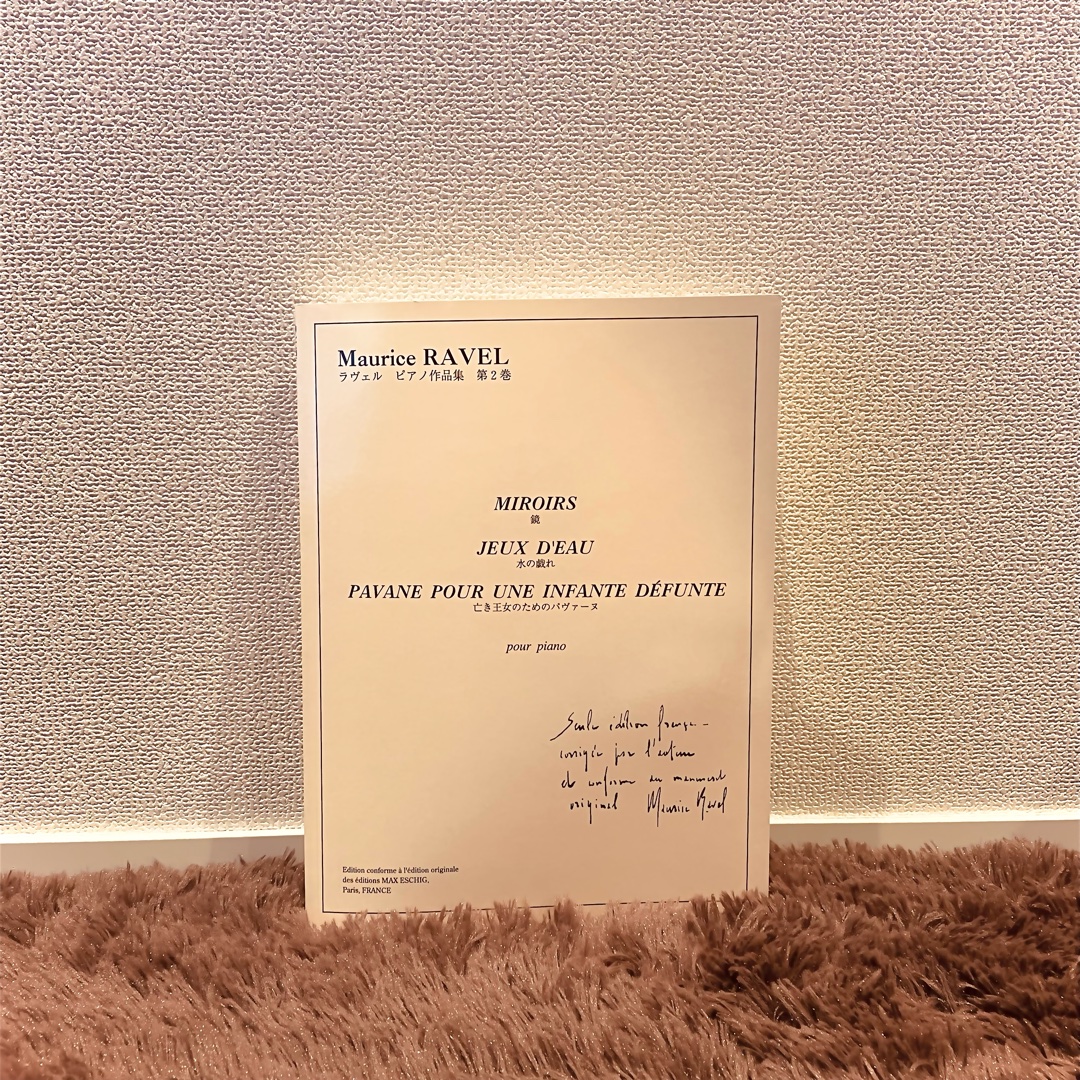 Maurice RAVEL
ラヴェル ピアノ作品集 第2巻
MIROIRS
鏡
JEUX D'EAU
水の戯れ
PAVANE POUR UNE INFANTE DÉFUNTE
亡き王女のためのパヴァーヌ
pour piano
Seule édition
corrigée par l'auteur
et conforme au manuscrit
original Maurice Ravel
Edition conforme à l'édition originale
des éditions MAX ESCHIG,
Paris, FRANCE